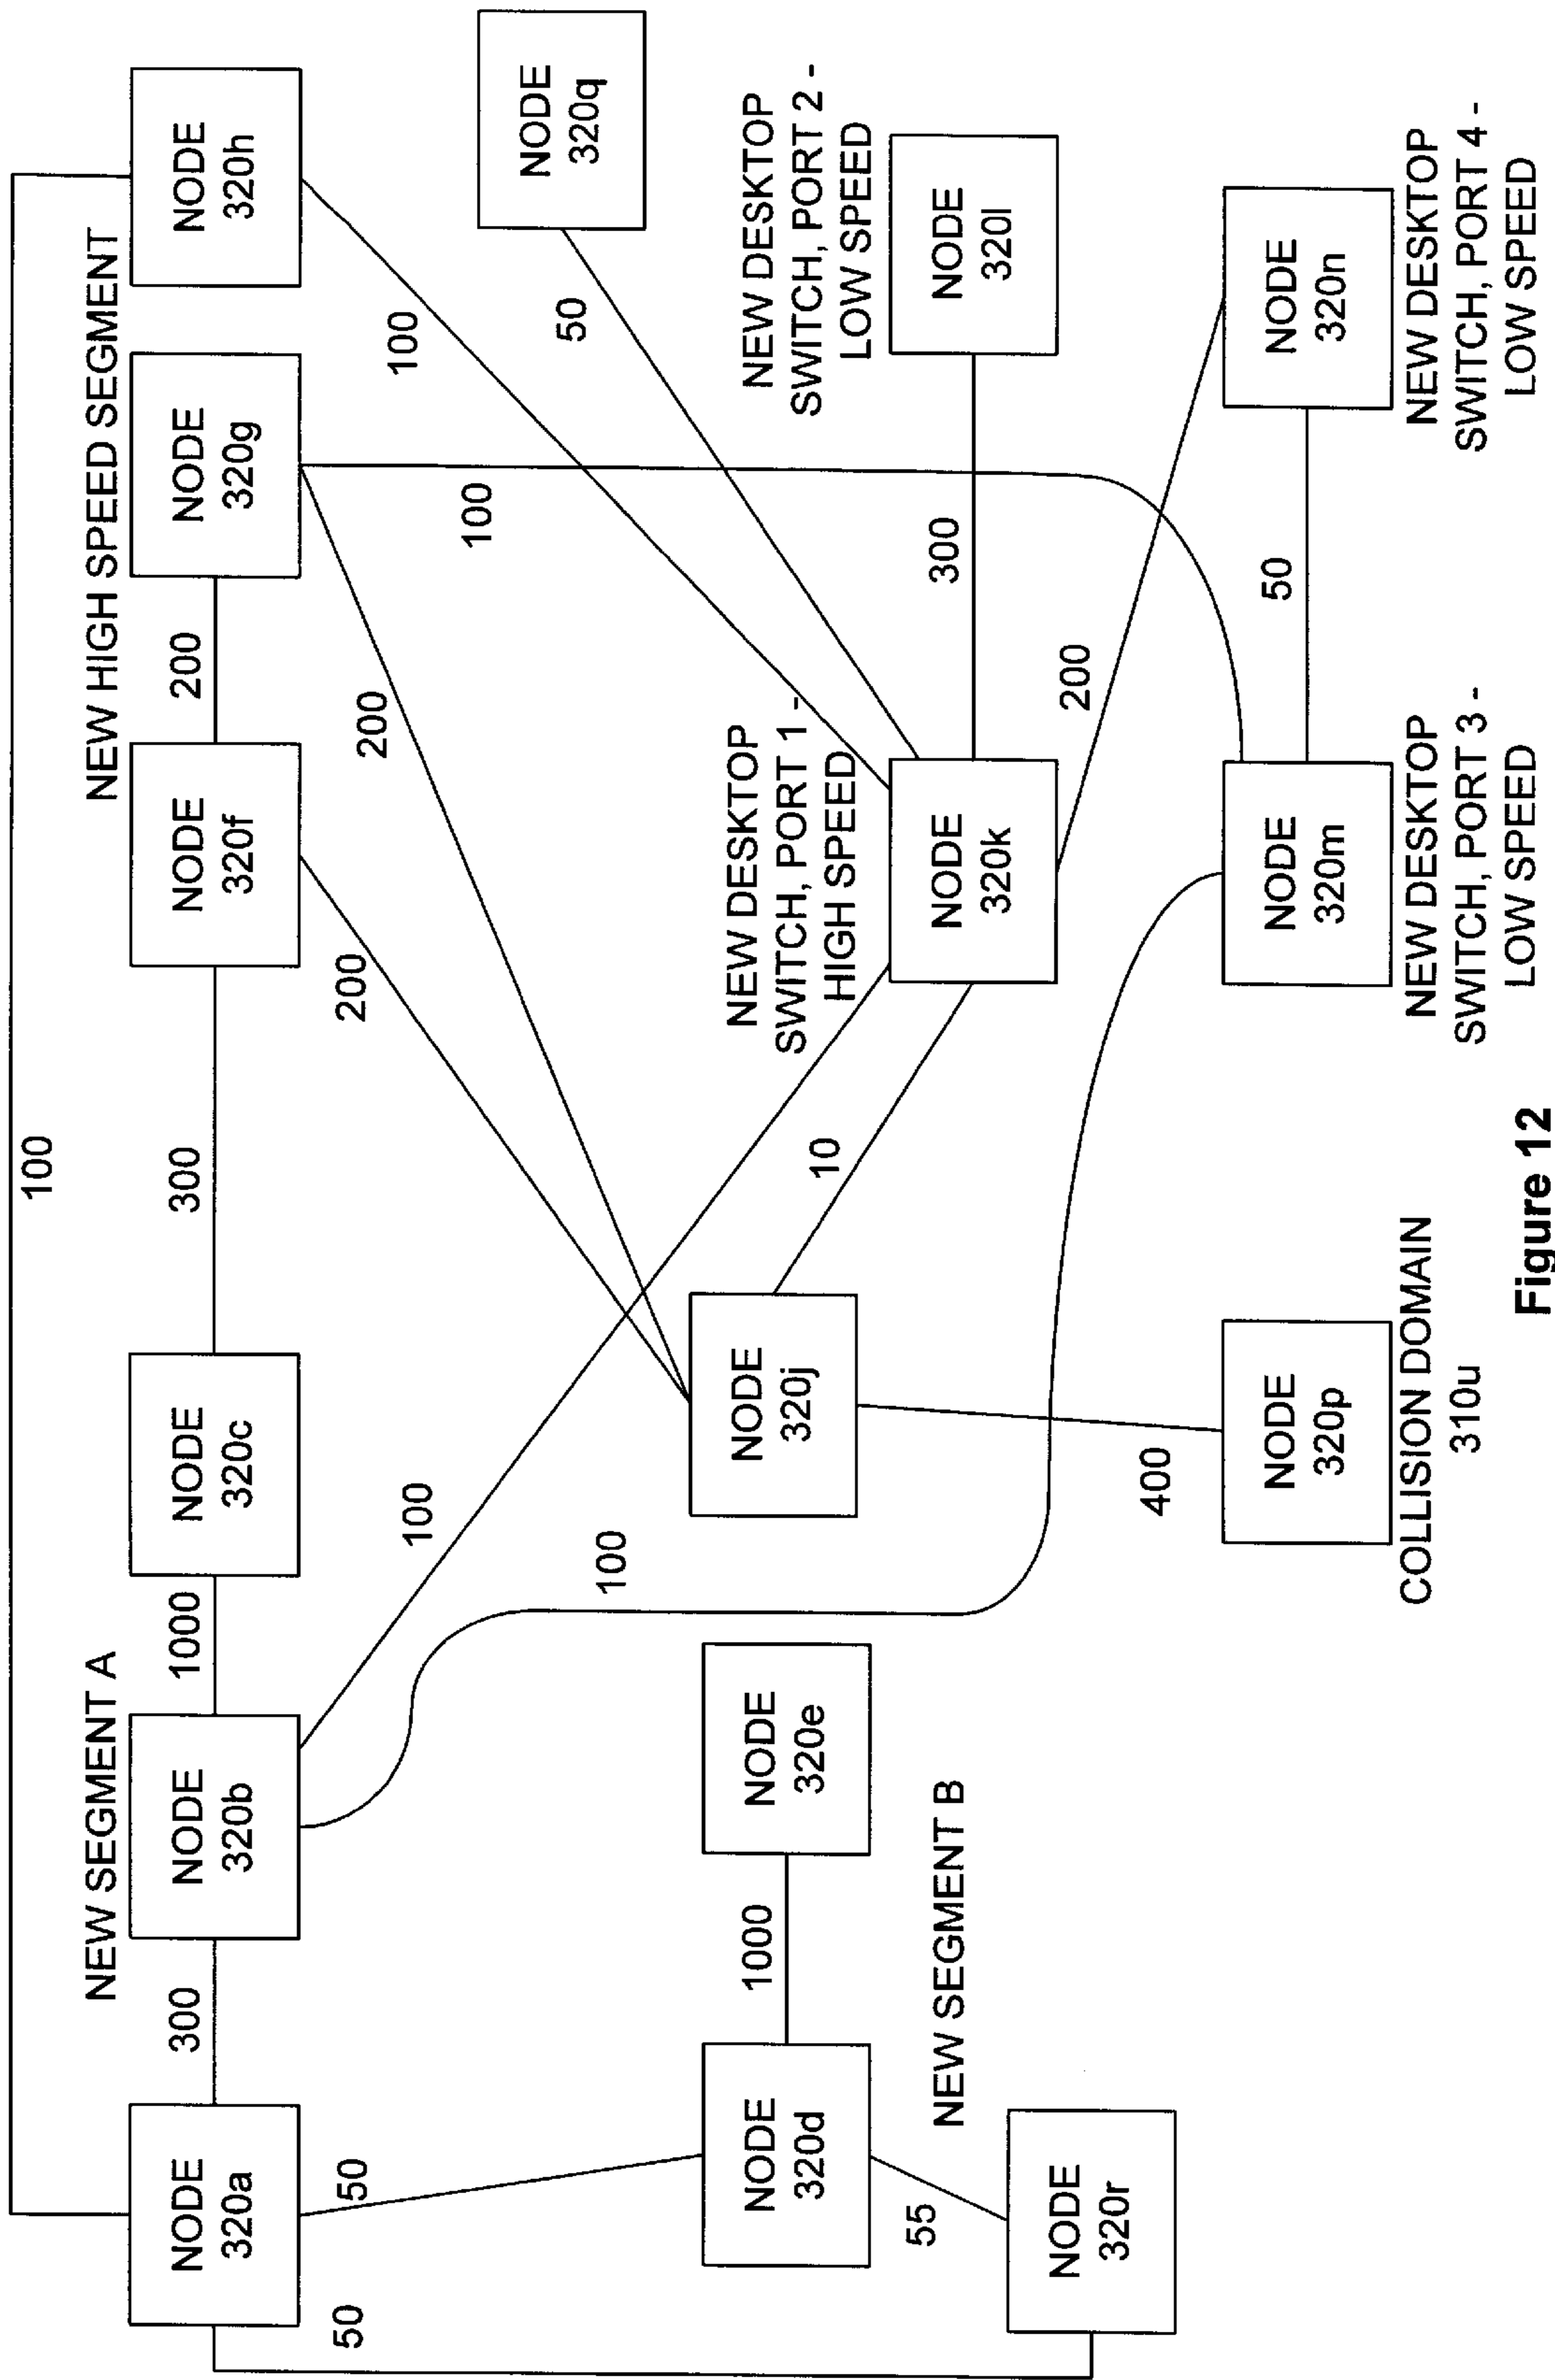 100
NEW SEGMENT A
NEW HIGH SPEED SEGMENT
NODE
320a
300
NODE
320b
1000
NODE
320c
300
NODE
320f
200
NODE
320g
NODE
320h
50
50
100
100
200
200
100
100
NODE
320q
50
NODE
320d
1000
NODE
320e
NEW SEGMENT B
55
NODE
320r
NODE
320j
10
400
NEW DESKTOP
SWITCH, PORT 1 -
HIGH SPEED
NODE
320k
300
NEW DESKTOP
SWITCH, PORT 2 -
LOW SPEED
NODE
320l
200
NODE
320p
COLLISION DOMAIN
310u
NODE
320m
50
NODE
320n
NEW DESKTOP
SWITCH, PORT 3 -
LOW SPEED
NEW DESKTOP
SWITCH, PORT 4 -
LOW SPEED
Figure 12